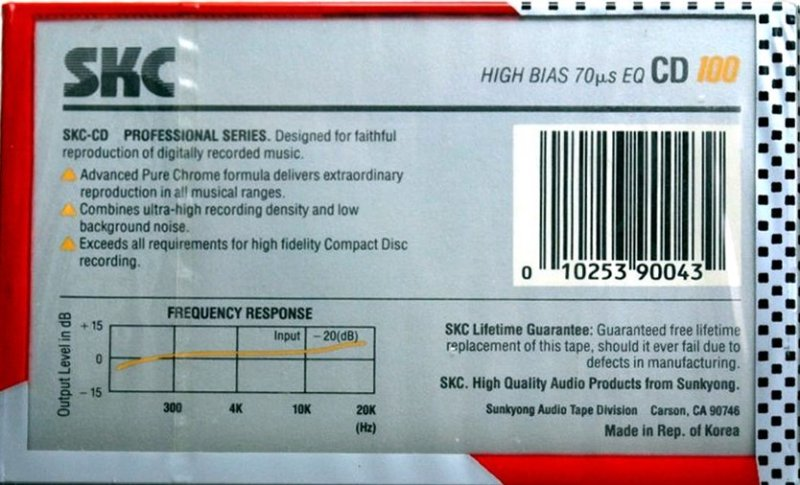 SKC
HIGH BIAS 70µs EQ CD 100
SKC-CD PROFESSIONAL SERIES. Designed for faithful
reproduction of digitally recorded music.
Advanced Pure Chrome formula delivers extraordinary
reproduction in all musical ranges.
Combines ultra-high recording density and low
background noise.
Exceeds all requirements for high fidelity Compact Disc
recording.
0 10253 90043
FREQUENCY RESPONSE
Output Level in dB
+15
0
-15
Input -20(dB)
300 4K 10K 20K
(Hz)
SKC Lifetime Guarantee: Guaranteed free lifetime
replacement of this tape, should it ever fail due to
defects in manufacturing.
SKC. High Quality Audio Products from Sunkyong.
Sunkyong Audio Tape Division Carson, CA 90746
Made in Rep. of Korea